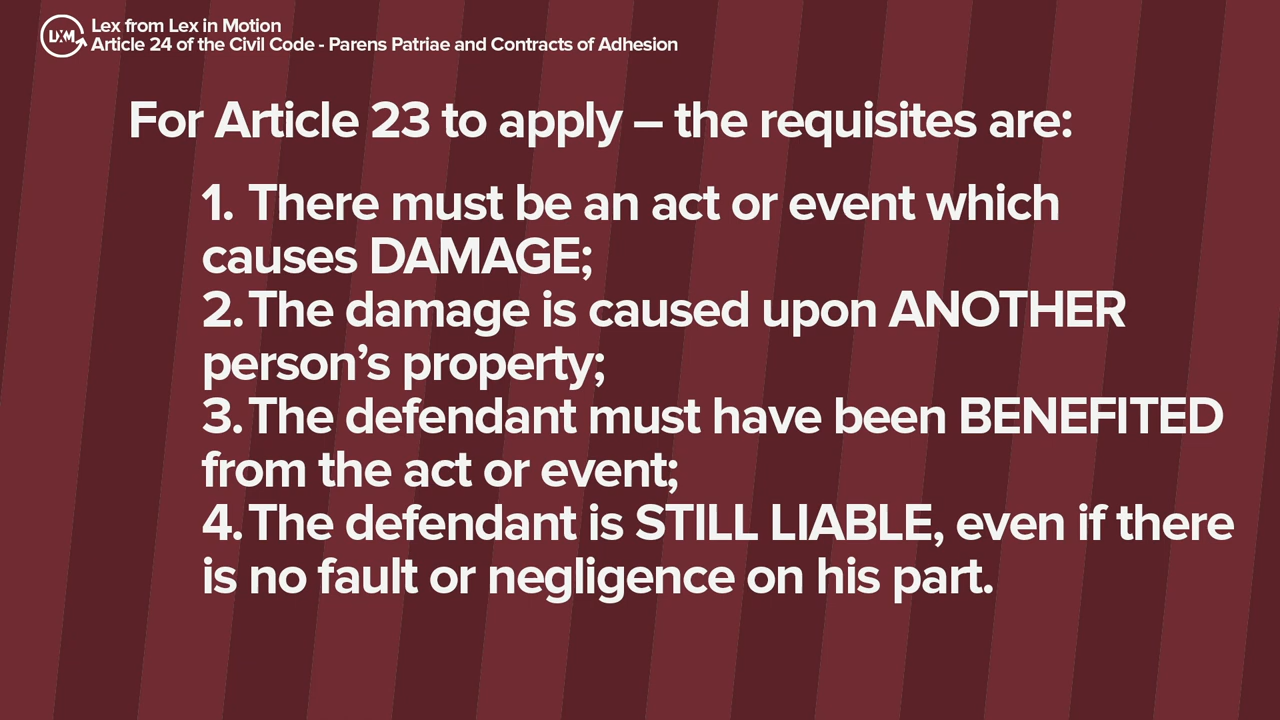 LXM
Lex from Lex in Motion
Article 24 of the Civil Code - Parens Patriae and Contracts of Adhesion
For Article 23 to apply – the requisites are:
1. There must be an act or event which
causes DAMAGE;
2. The damage is caused upon ANOTHER
person’s property;
3. The defendant must have been BENEFITED
from the act or event;
4. The defendant is STILL LIABLE, even if there
is no fault or negligence on his part.